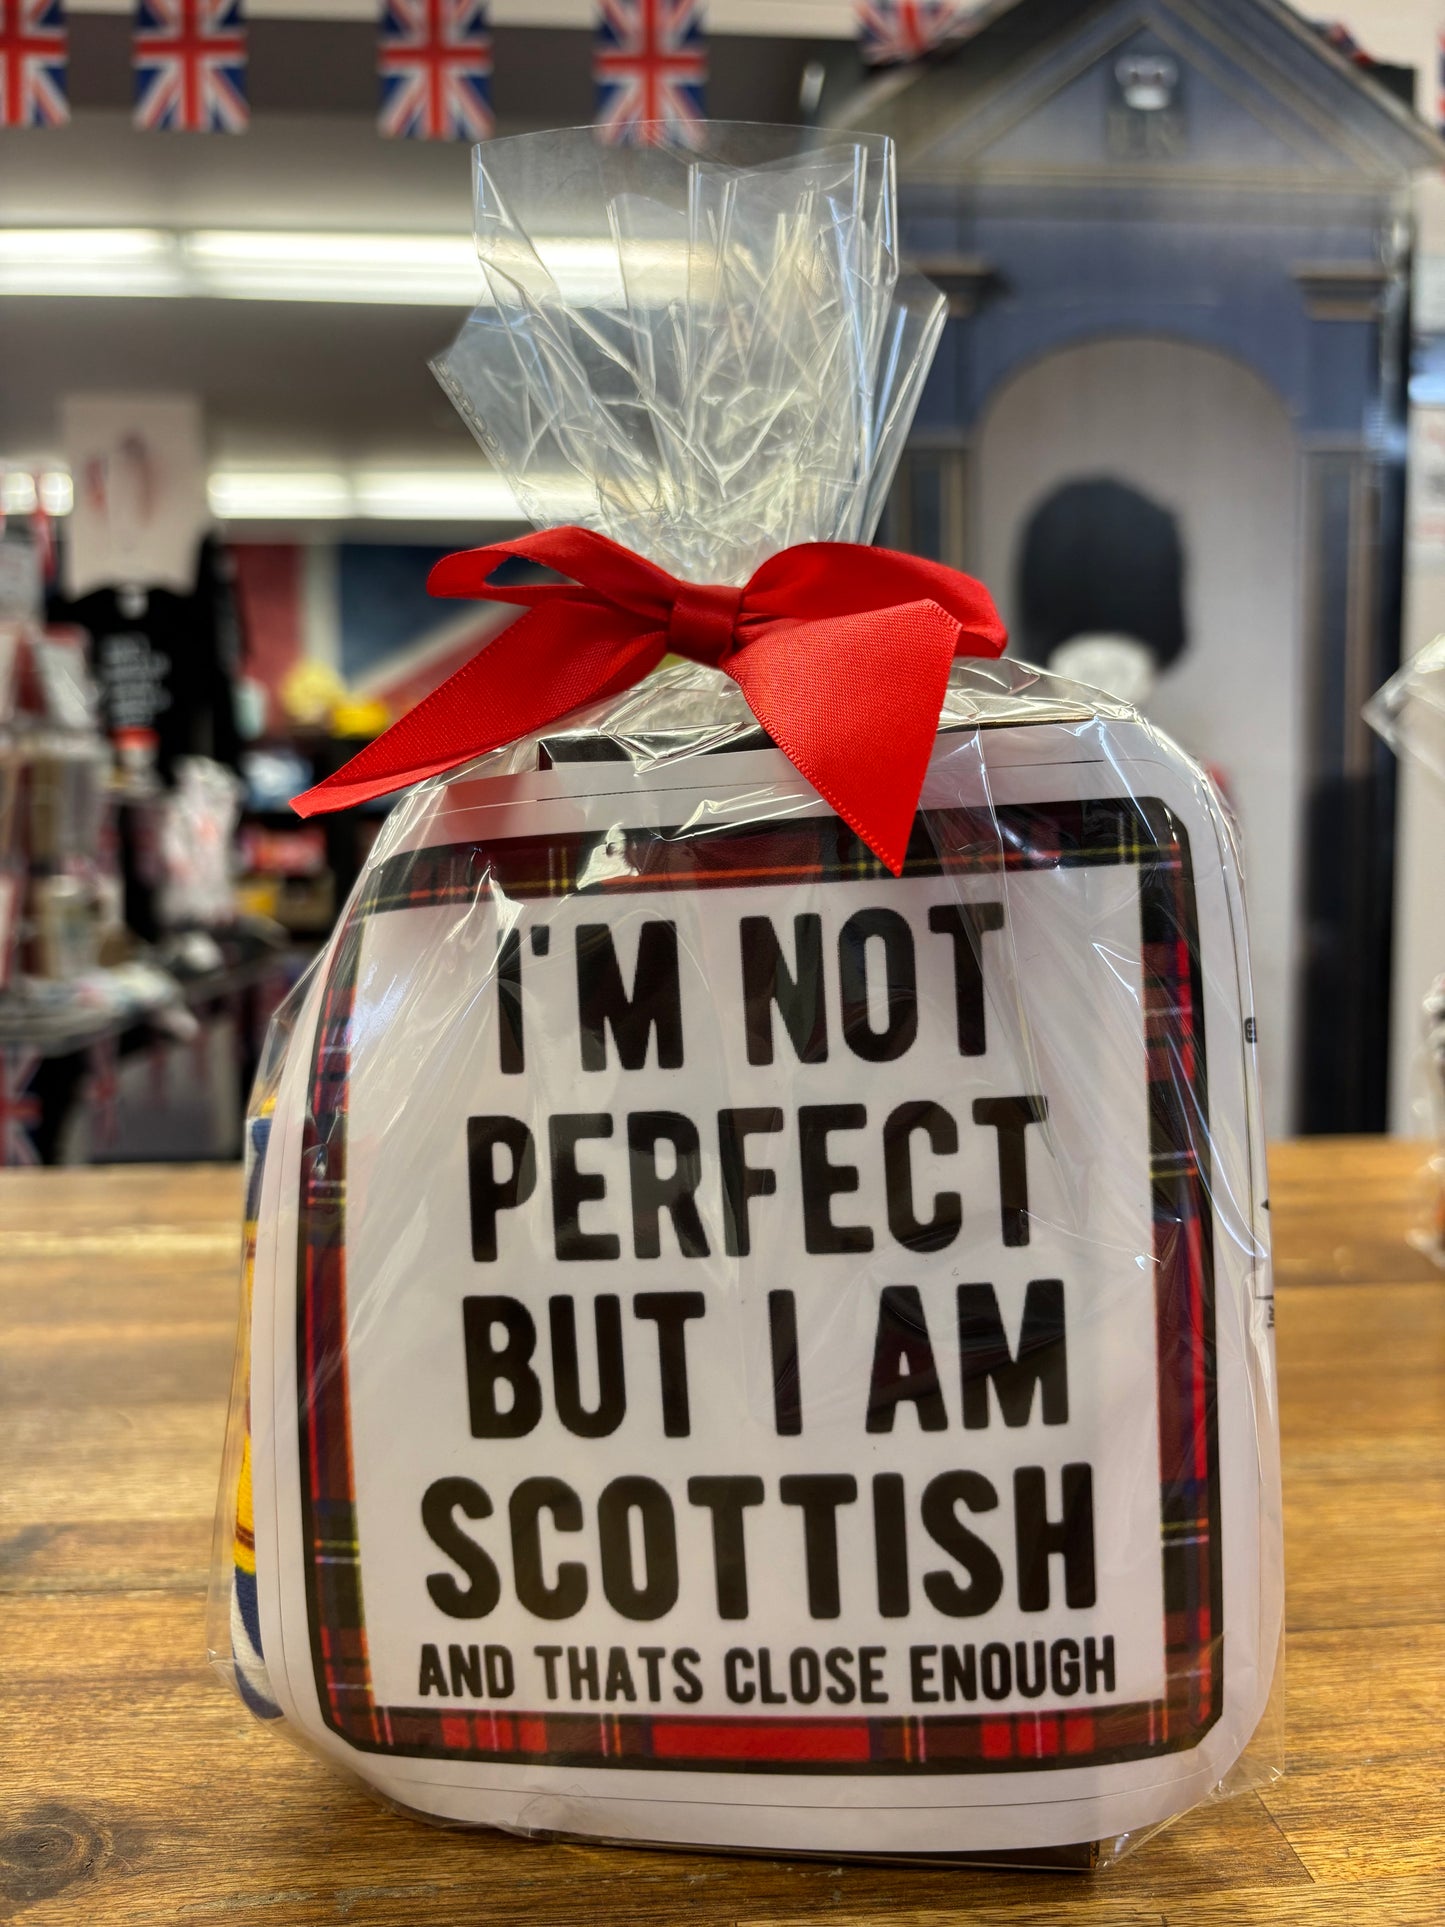 I'M NOT
PERFECT
BUT I AM
SCOTTISH
AND THATS CLOSE ENOUGH